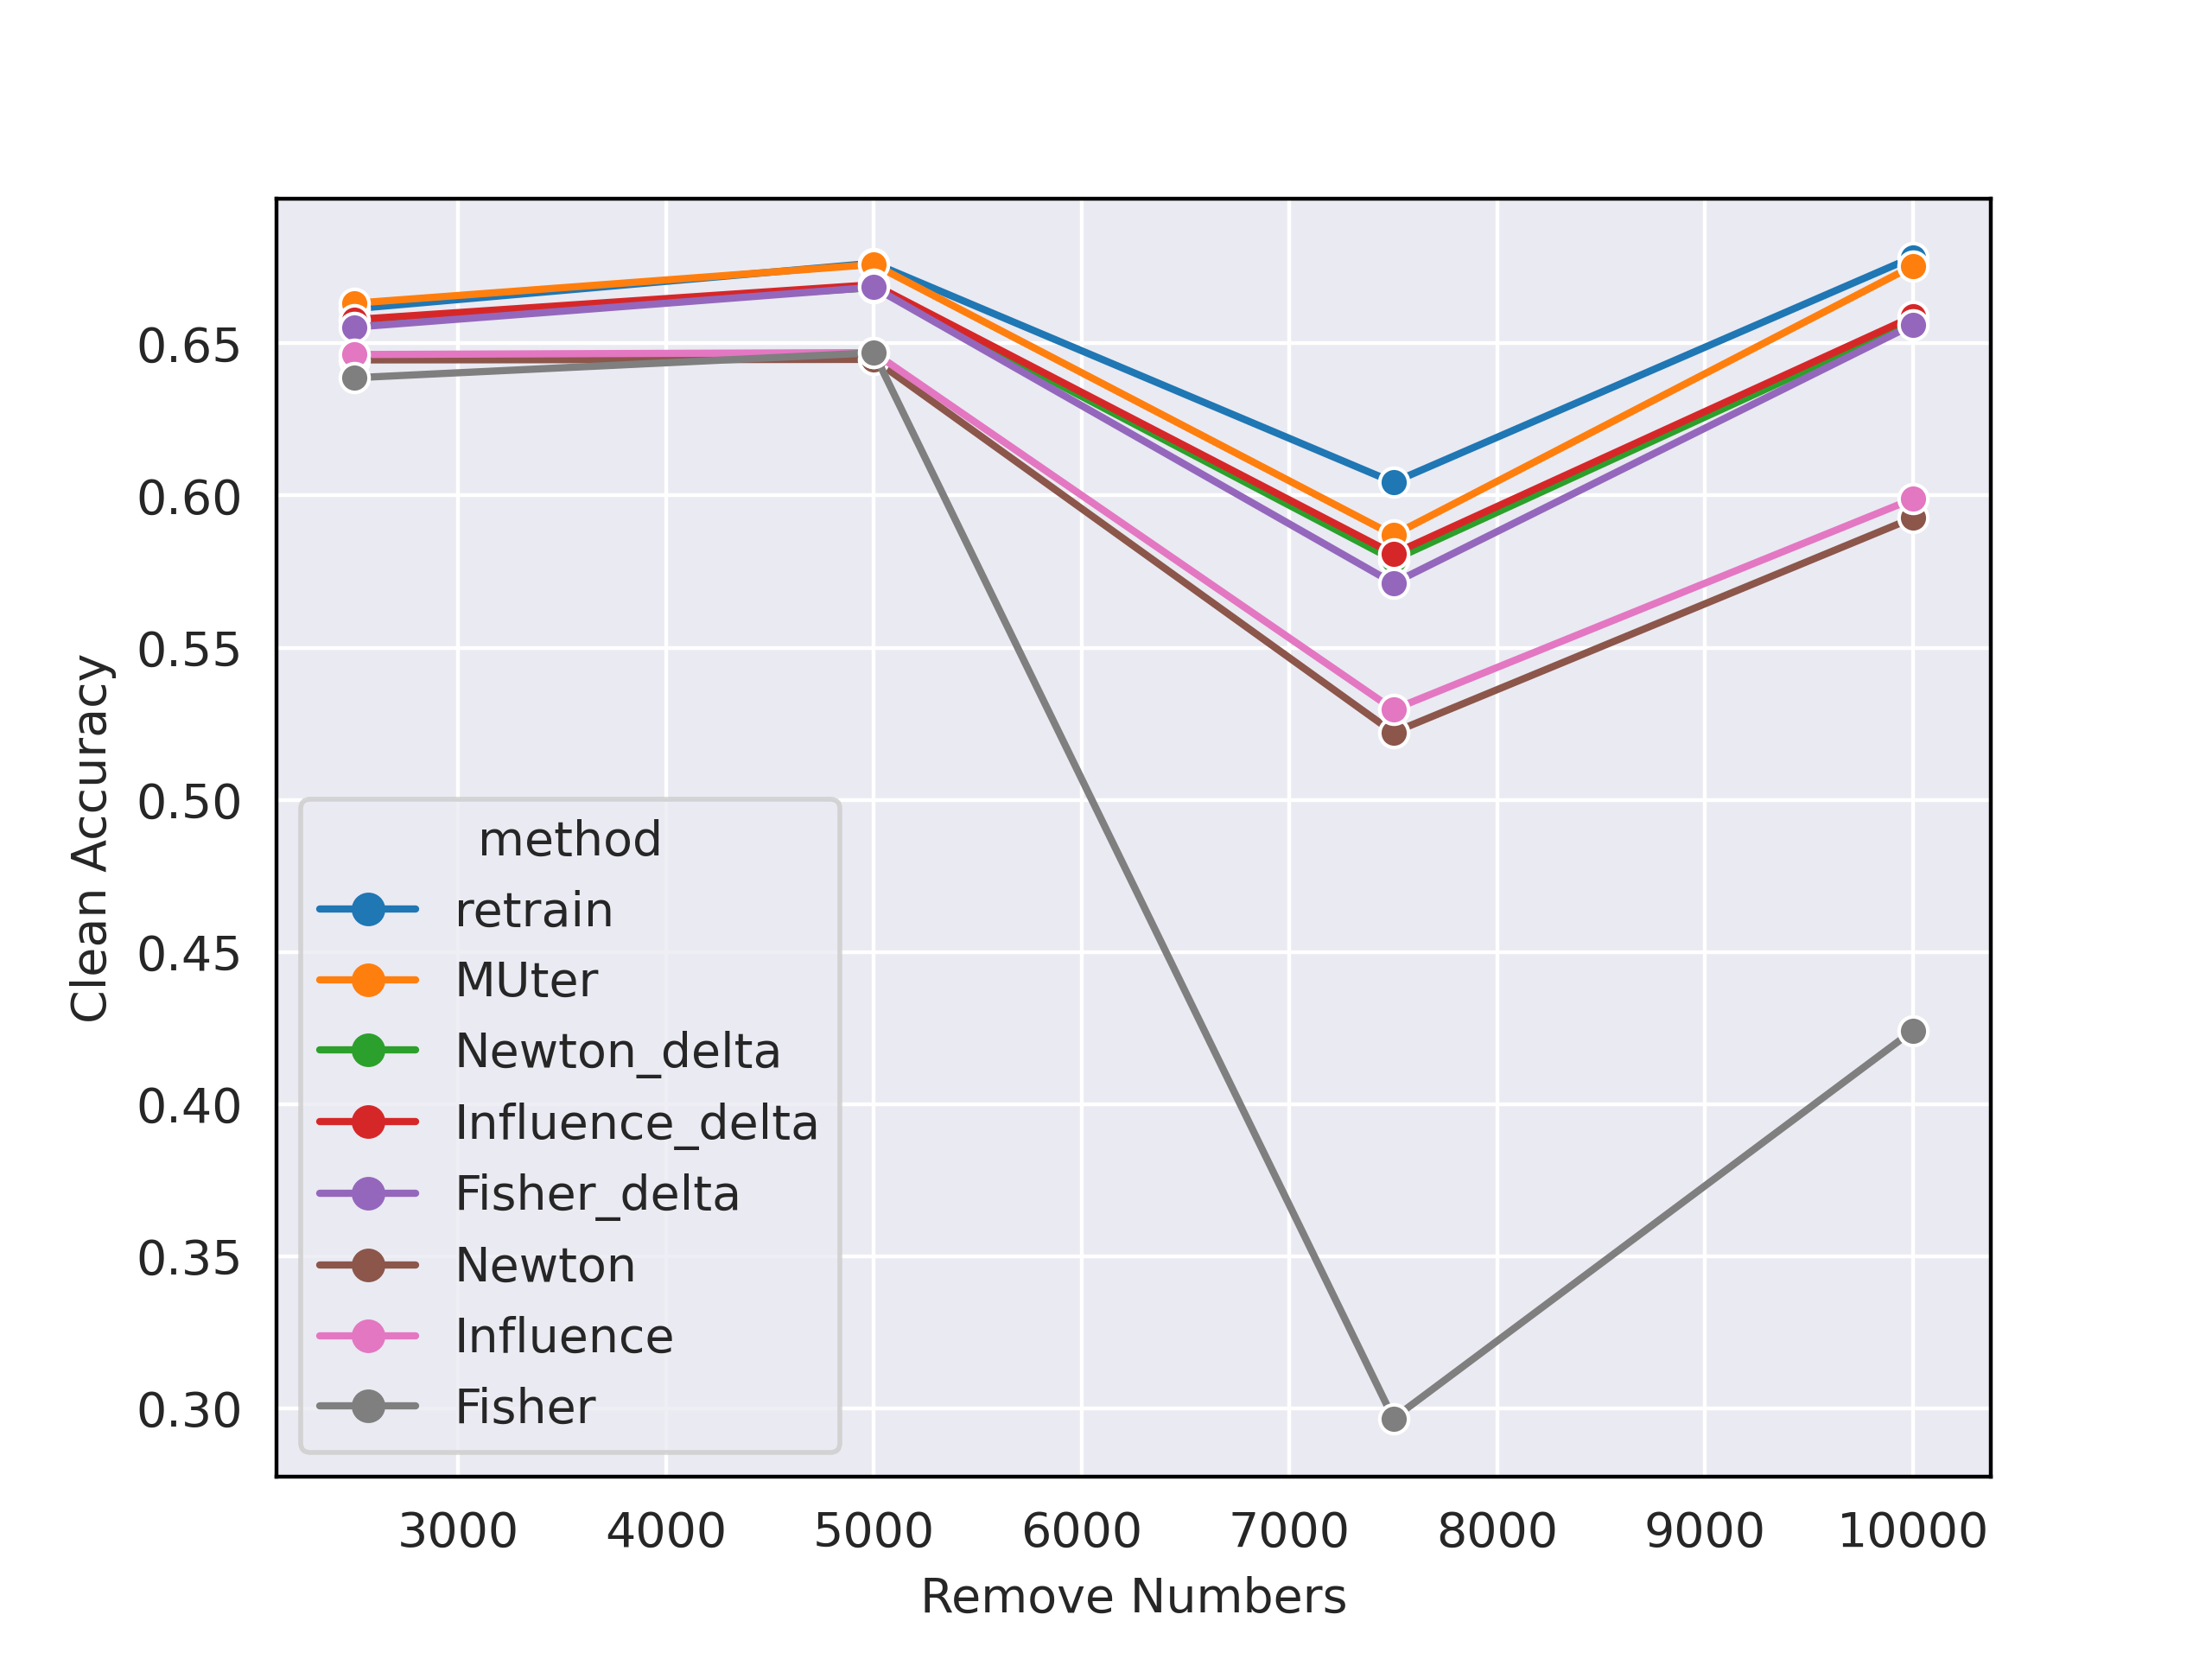 0.65
0.60
0.55
0.50
0.45
0.40
0.35
0.30
Clean Accuracy
method
retrain
MUter
Newton_delta
Influence_delta
Fisher_delta
Newton
Influence
Fisher
3000 4000 5000 6000 7000 8000 9000 10000
Remove Numbers